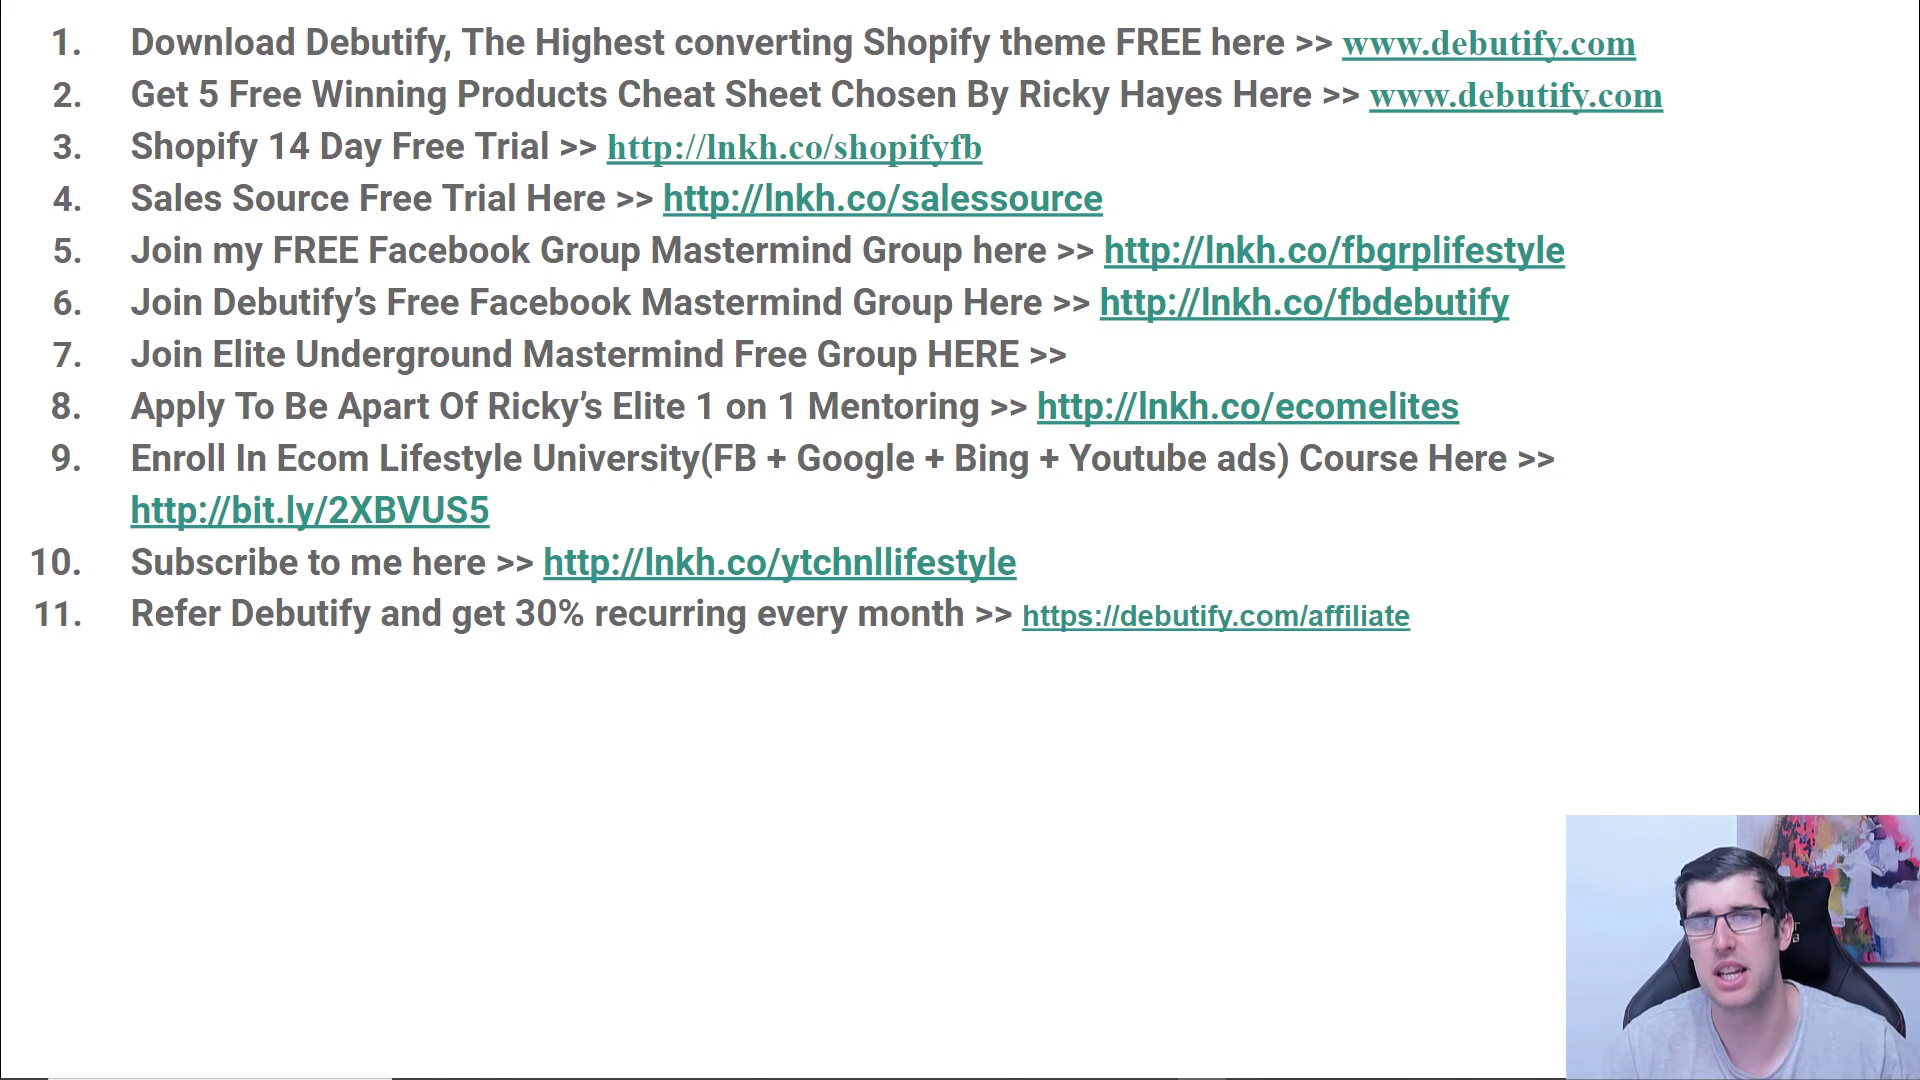 1. Download Debutify, The Highest converting Shopify theme FREE here >> www.debutify.com
2. Get 5 Free Winning Products Cheat Sheet Chosen By Ricky Hayes Here >> www.debutify.com
3. Shopify 14 Day Free Trial >> http://lnkh.co/shopifyfb
4. Sales Source Free Trial Here >> http://lnkh.co/salessource
5. Join my FREE Facebook Group Mastermind Group here >> http://lnkh.co/fbgrplifestyle
6. Join Debutify’s Free Facebook Mastermind Group Here >> http://lnkh.co/fbdebutify
7. Join Elite Underground Mastermind Free Group HERE >>
8. Apply To Be Apart Of Ricky’s Elite 1 on 1 Mentoring >> http://lnkh.co/ecomelites
9. Enroll In Ecom Lifestyle University(FB + Google + Bing + Youtube ads) Course Here >>
http://bit.ly/2XBVUS5
10. Subscribe to me here >> http://lnkh.co/ytchnllifestyle
11. Refer Debutify and get 30% recurring every month >> https://debutify.com/affiliate